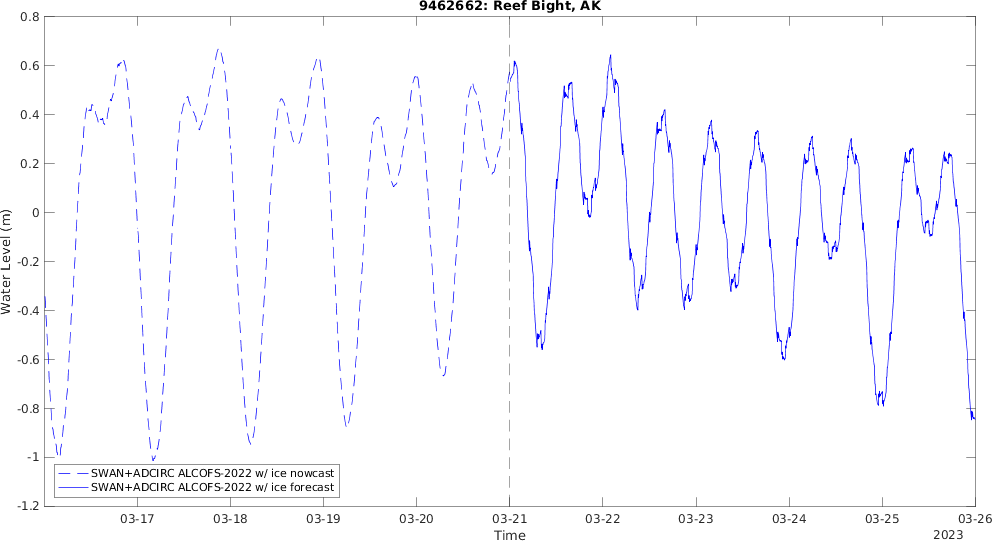 9462662: Reef Bight, AK
0.8
0.6
0.4
0.2
0
-0.2
-0.4
-0.6
-0.8
-1
-1.2
Water Level (m)
SWAN+ADCIRC ALCOFS-2022 w/ ice nowcast
SWAN+ADCIRC ALCOFS-2022 w/ ice forecast
03-17 03-18 03-19 03-20 03-21 03-22 03-23 03-24 03-25 03-26
Time
2023